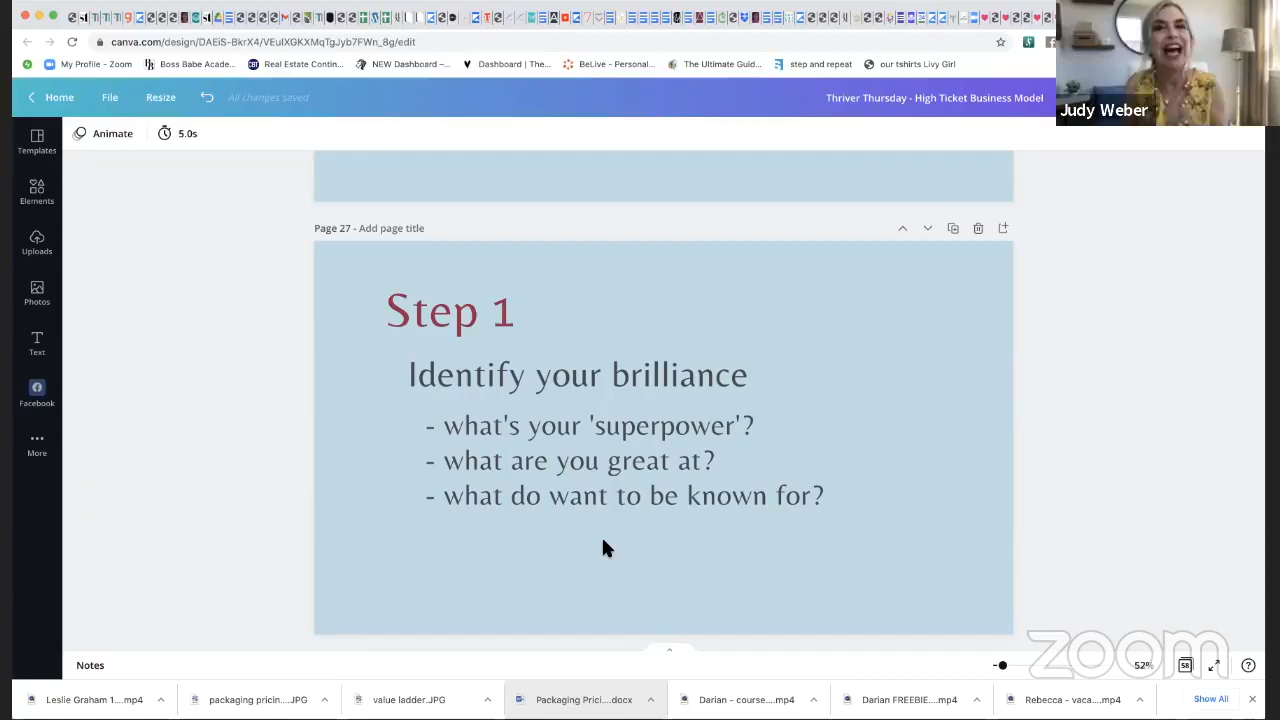 canva.com/design/DAEiS-BkrX4/VEuIXGKXMqTgJyb7FWn_8g/edit
My Profile - Zoom
Boss Babe Acade...
Real Estate Contin...
NEW Dashboard –...
Dashboard | The...
BeLive - Personal...
The Ultimate Guid...
step and repeat
our tshirts Livy Girl
Home
File
Resize
All changes saved
Thriver Thursday - High Ticket Business Model
Judy Weber
Animate
5.0s
Templates
Elements
Uploads
Photos
Text
Facebook
More
Page 27 - Add page title
Step 1
Identify your brilliance
- what's your 'superpower'?
- what are you great at?
- what do want to be known for?
zoom
Notes
52%
58
Leslie Graham 1....mp4
packaging pricin....JPG
value ladder.JPG
Packaging Prici....docx
Darian - course....mp4
Darian FREEBIE....mp4
Rebecca - vaca....mp4
Show All